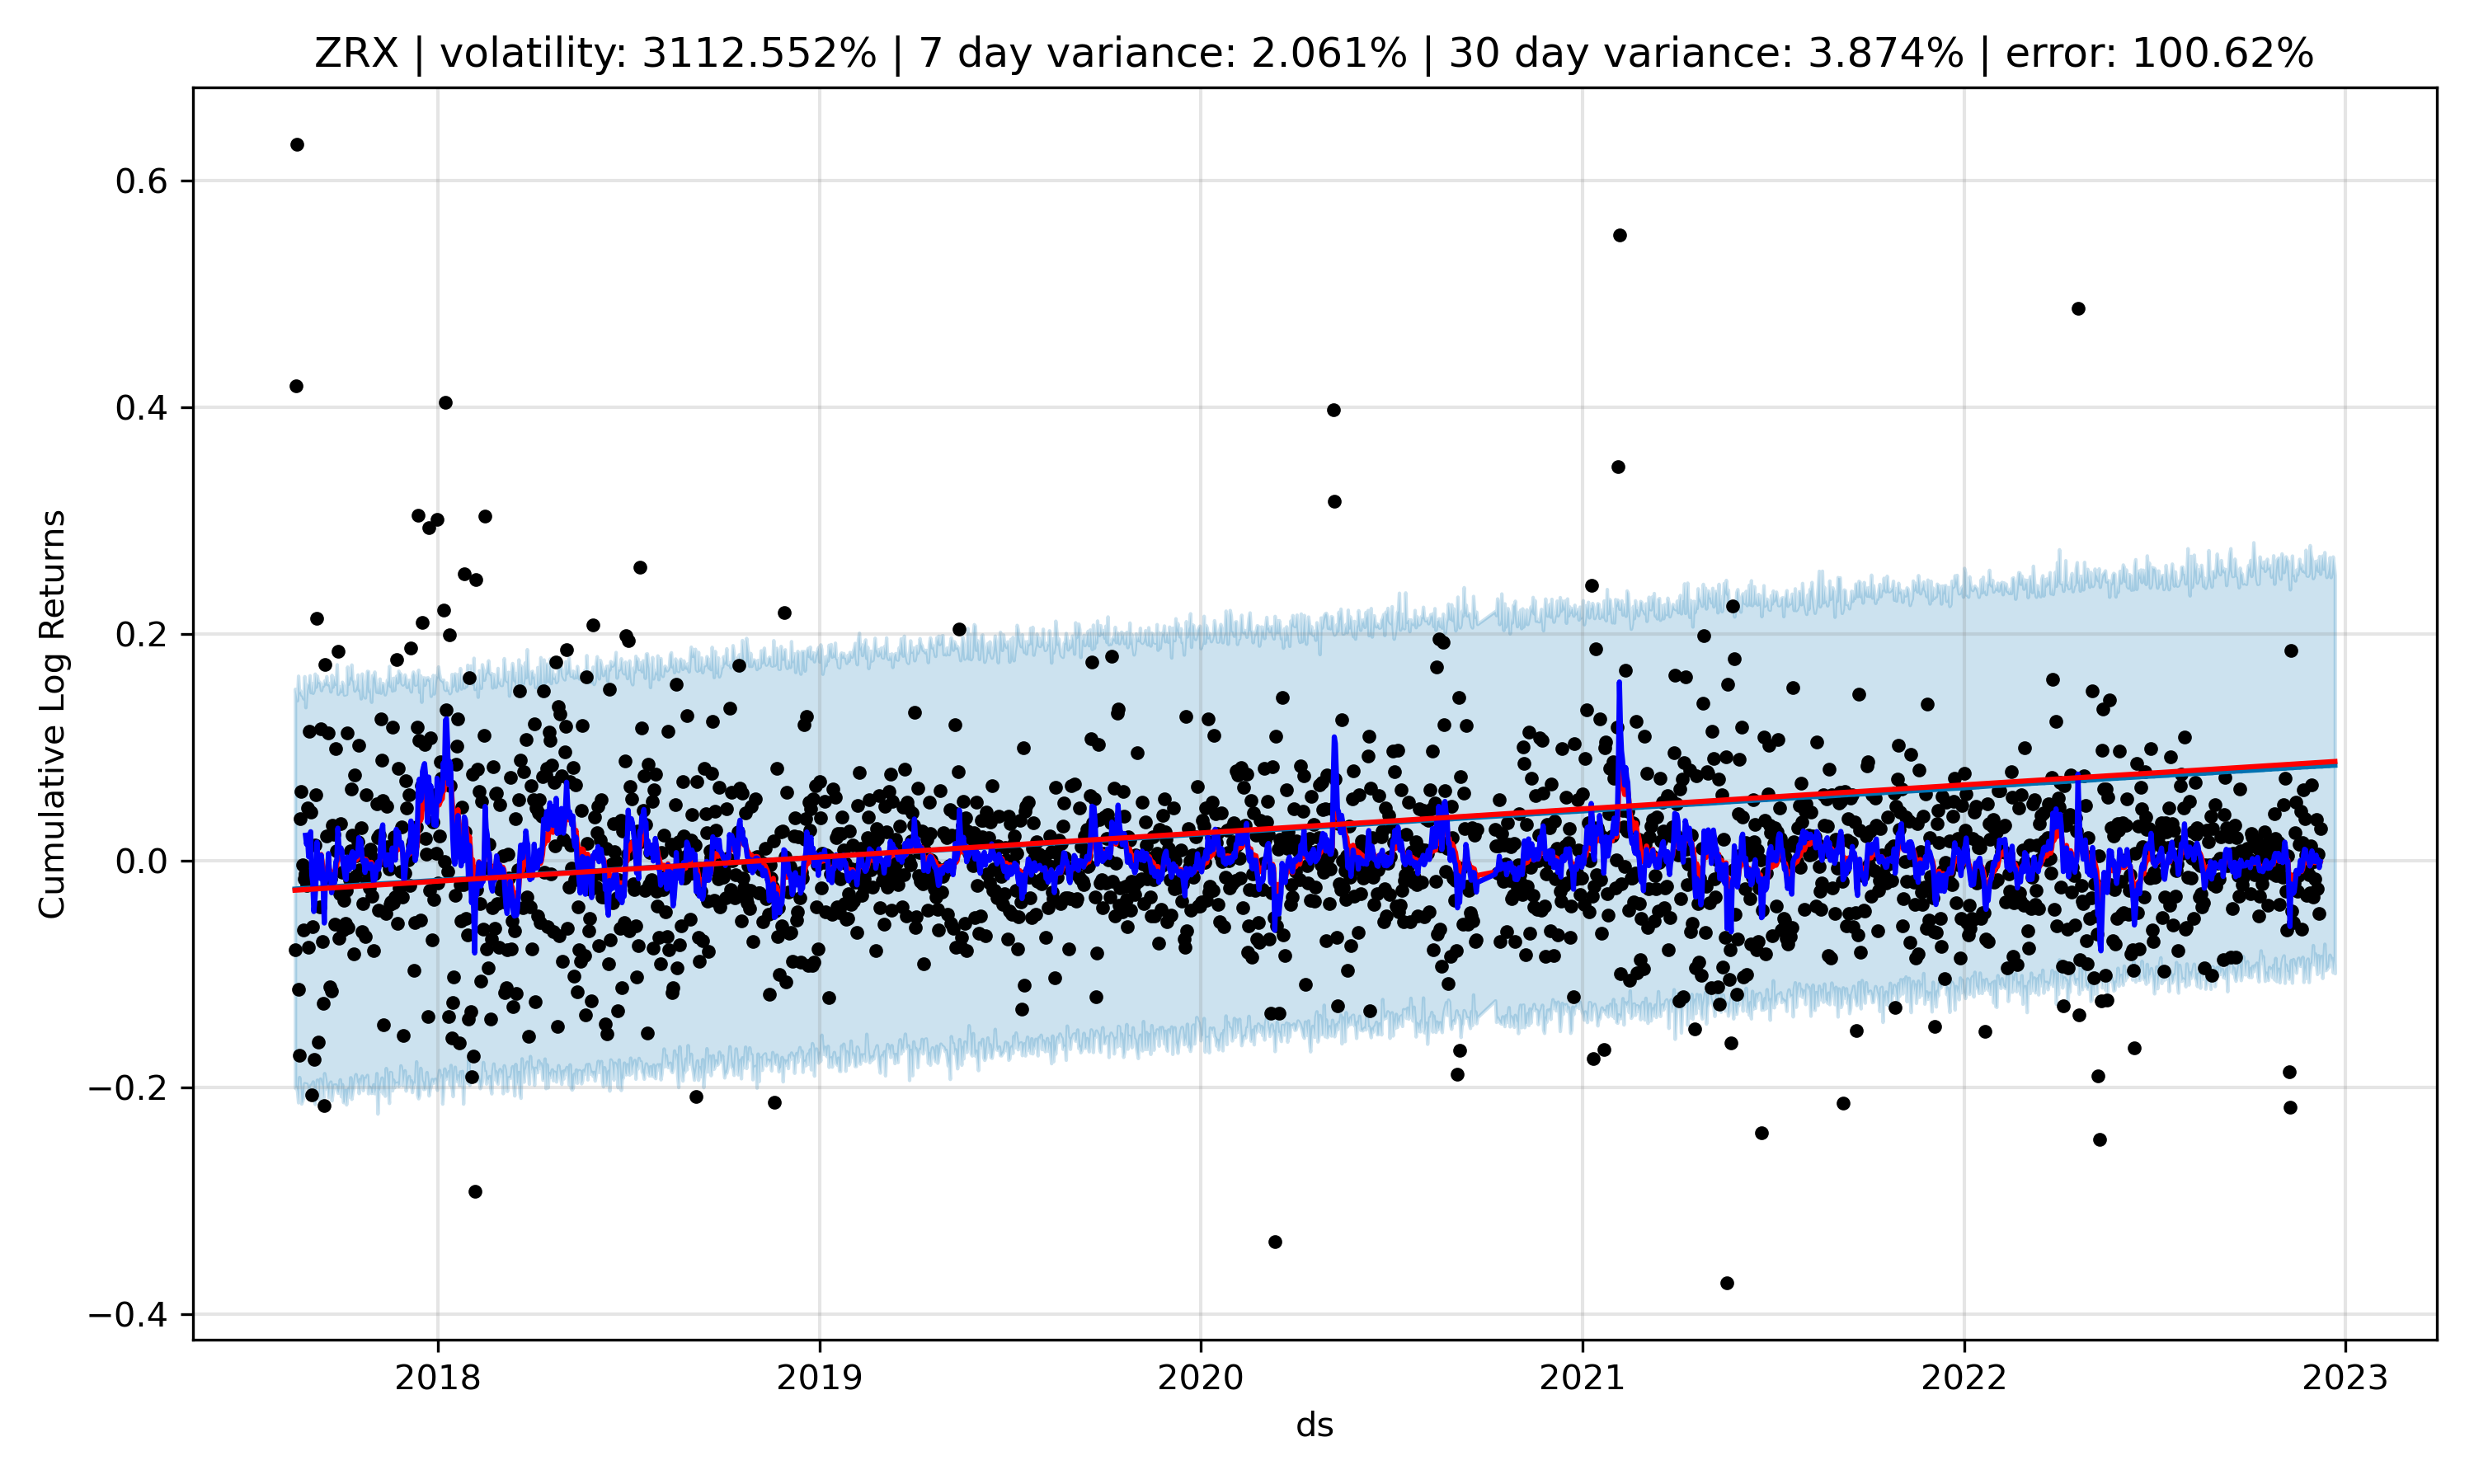 ZRX | volatility: 3112.552% | 7 day variance: 2.061% | 30 day variance: 3.874% | error: 100.62%
0.6
0.4
0.2
0.0
−0.2
−0.4
Cumulative Log Returns
2018 2019 2020 2021 2022 2023
ds